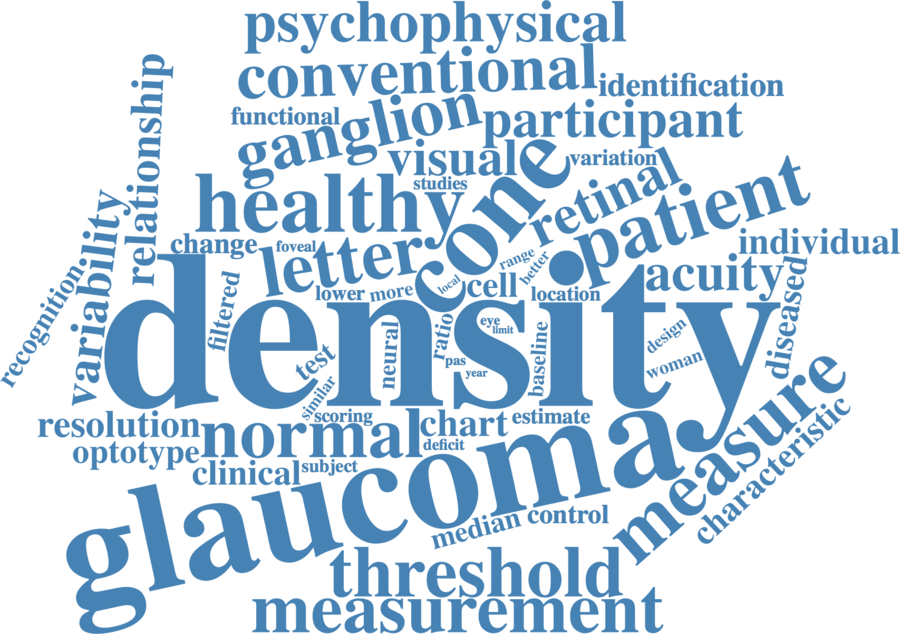 psychophysical
conventional
identification
functional
ganglion
participant
relationship
visual
variation
studies
healthy
cone
retinal
patient
variability
change
foveal
letter
range
better
individual
recognition
filtered
lower
more
local
cell
location
acuity
diseased
density
neural
ratio
eye
limit
baseline
design
test
pas
year
woman
similar
scoring
resolution
normal
chart
estimate
measure
optotype
deficit
clinical
subject
characteristic
glaucoma
median
control
threshold
measurement